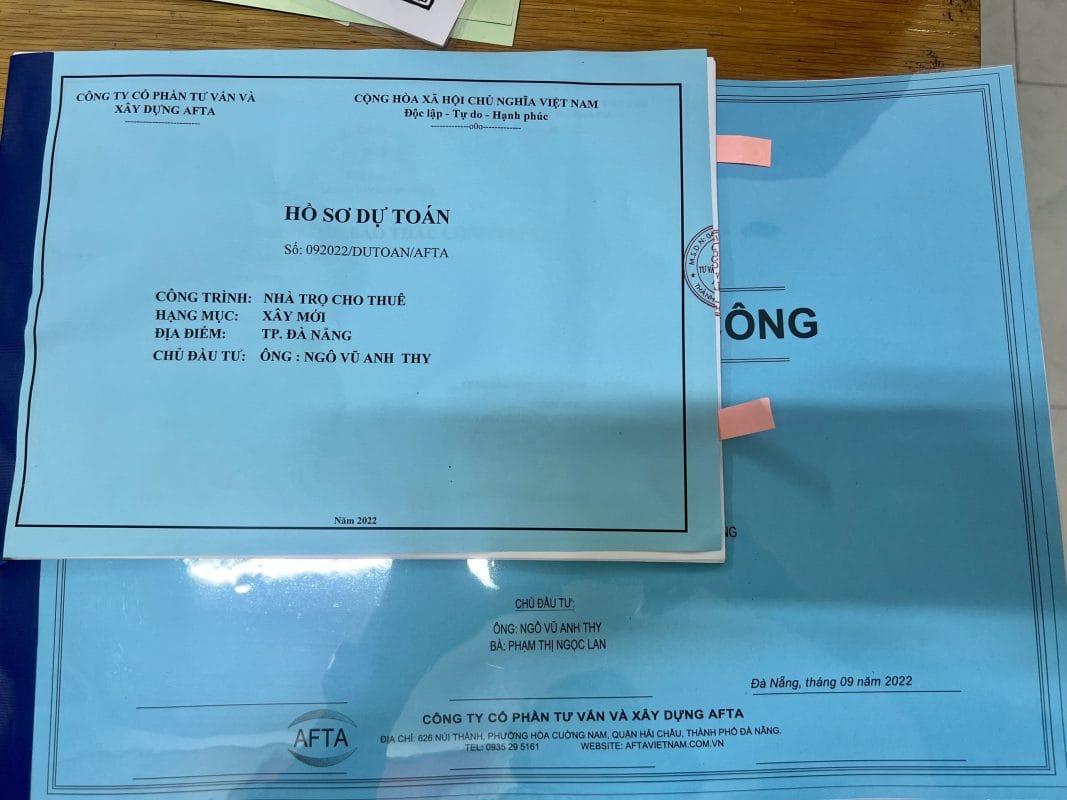 CÔNG TY CỔ PHẦN TƯ VẤN VÀ
XÂY DỰNG AFTA
CỘNG HÒA XÃ HỘI CHỦ NGHĨA VIỆT NAM
Độc lập - Tự do - Hạnh phúc
------------o0o------------
HỒ SƠ DỰ TOÁN
Số: 092022/DUTOAN/AFTA
CÔNG TRÌNH: NHÀ TRỌ CHO THUÊ
HẠNG MỤC: XÂY MỚI
ĐỊA ĐIỂM: TP. ĐÀ NẴNG
CHỦ ĐẦU TƯ: ÔNG : NGÔ VŨ ANH THY
Năm 2022
M.S.D.N:
TƯ VẤ
THÀNH
ÔNG
NG
CHỦ ĐẦU TƯ:
ÔNG: NGÔ VŨ ANH THY
BÀ: PHẠM THỊ NGỌC LAN
Đà Nẵng, tháng 09 năm 2022
AFTA
CÔNG TY CỔ PHẦN TƯ VẤN VÀ XÂY DỰNG AFTA
ĐỊA CHỈ: 626 NÚI THÀNH, PHƯỜNG HÒA CƯỜNG NAM, QUẬN HẢI CHÂU, THÀNH PHỐ ĐÀ NẴNG.
TEL: 0935 29 5161 WEBSITE: AFTAVIETNAM.COM.VN